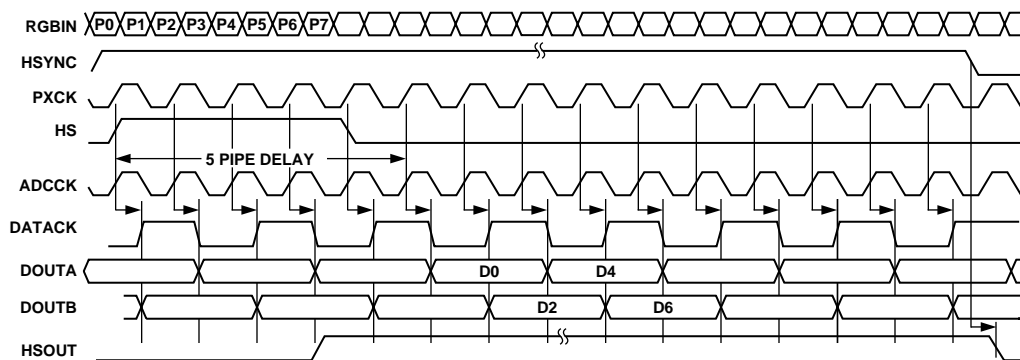 RGBIN P0 P1 P2 P3 P4 P5 P6 P7
HSYNC
PXCK
HS
5 PIPE DELAY
ADCCK
DATACK
DOUTA D0 D4
DOUTB D2 D6
HSOUT